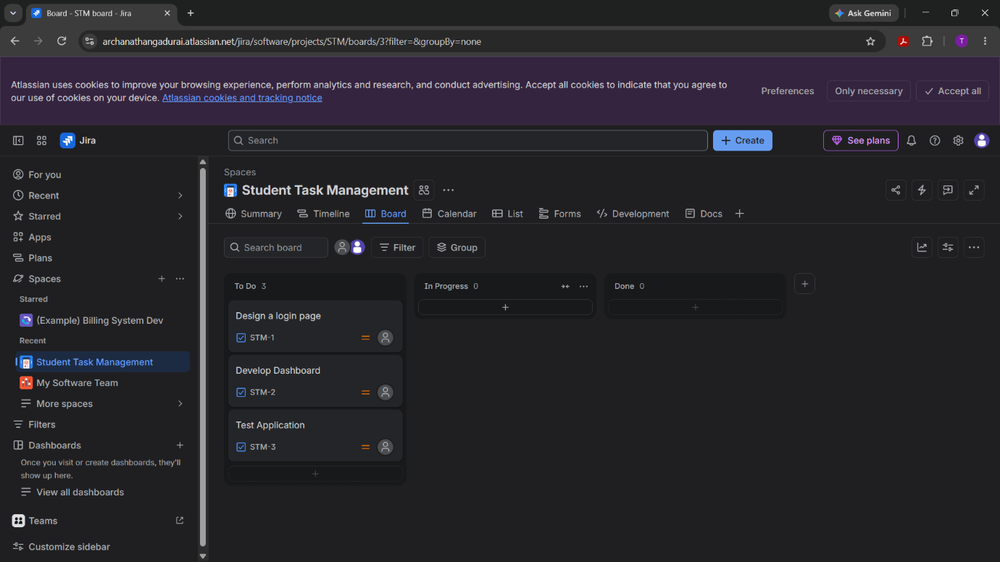 Board - STM board - Jira
Ask Gemini
archanathangadurai.atlassian.net/jira/software/projects/STM/boards/3?filter=&groupBy=none
T
Atlassian uses cookies to improve your browsing experience, perform analytics and research, and conduct advertising. Accept all cookies to indicate that you agree to
our use of cookies on your device. Atlassian cookies and tracking notice
Preferences
Only necessary
Accept all
Jira
Search
Create
See plans
For you
Recent
Starred
Apps
Plans
Spaces
Starred
(Example) Billing System Dev
Recent
Student Task Management
My Software Team
More spaces
Filters
Dashboards
Once you visit or create dashboards, they'll
show up here.
View all dashboards
Teams
Customize sidebar
Spaces
Student Task Management
Summary
Timeline
Board
Calendar
List
Forms
Development
Docs
Search board
Filter
Group
To Do 3
Design a login page
STM-1
Develop Dashboard
STM-2
Test Application
STM-3
In Progress 0
Done 0